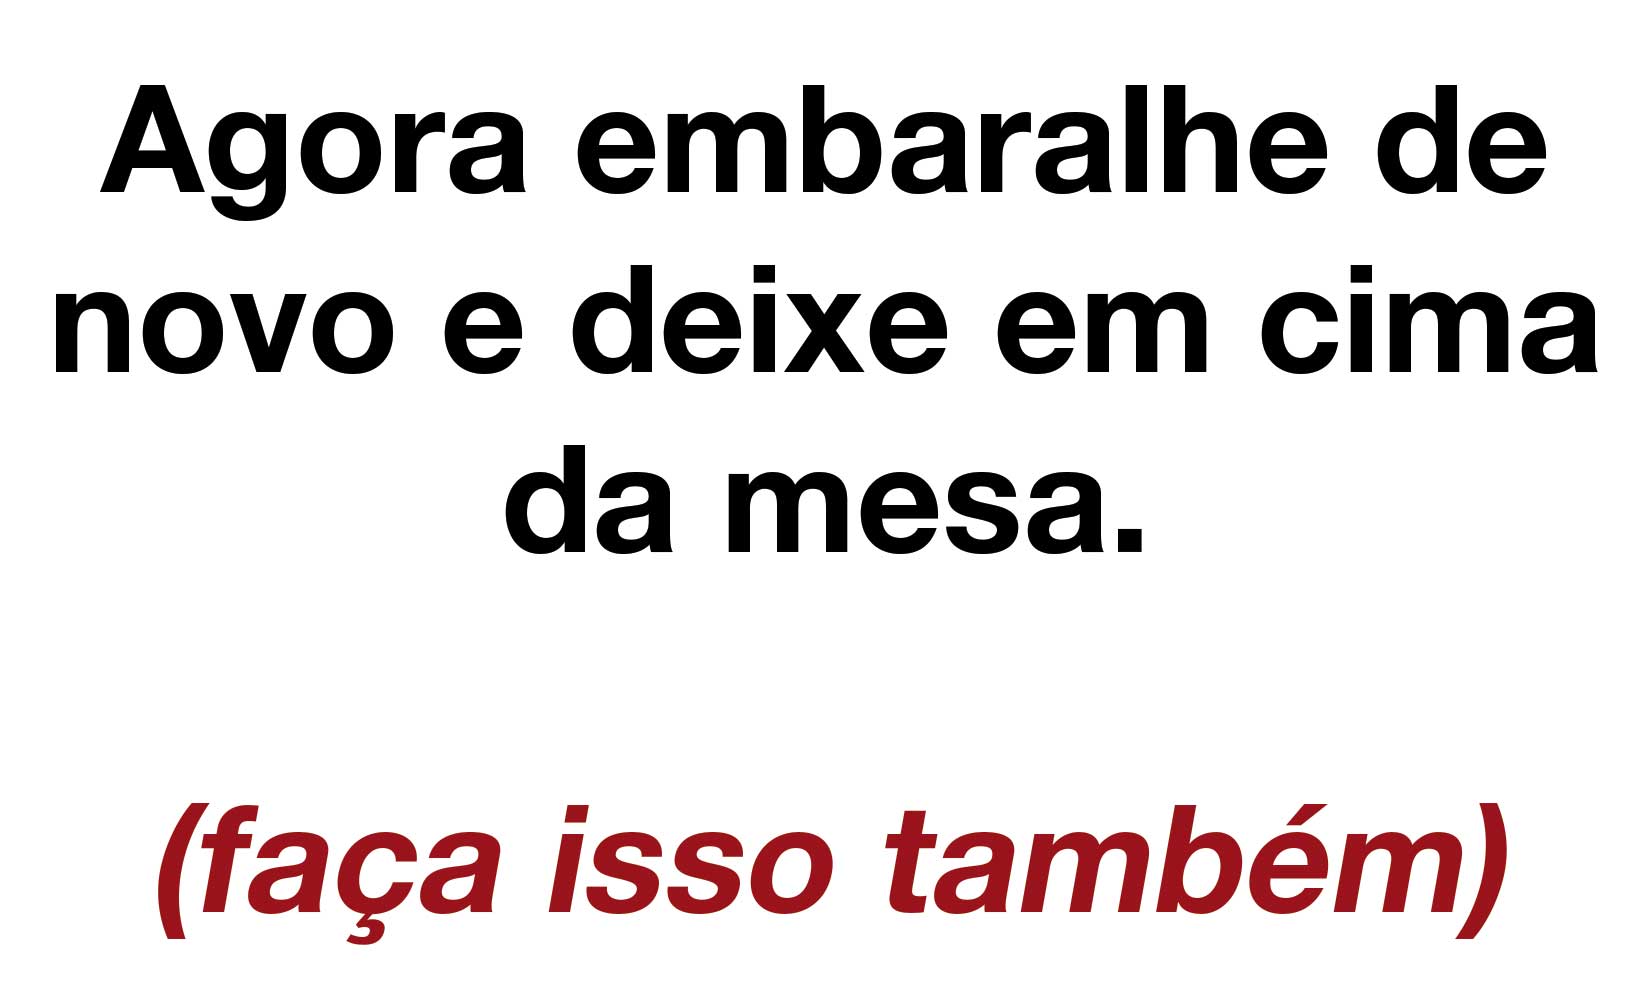 Agora embaralhe de
novo e deixe em cima
da mesa.
(faça isso também)